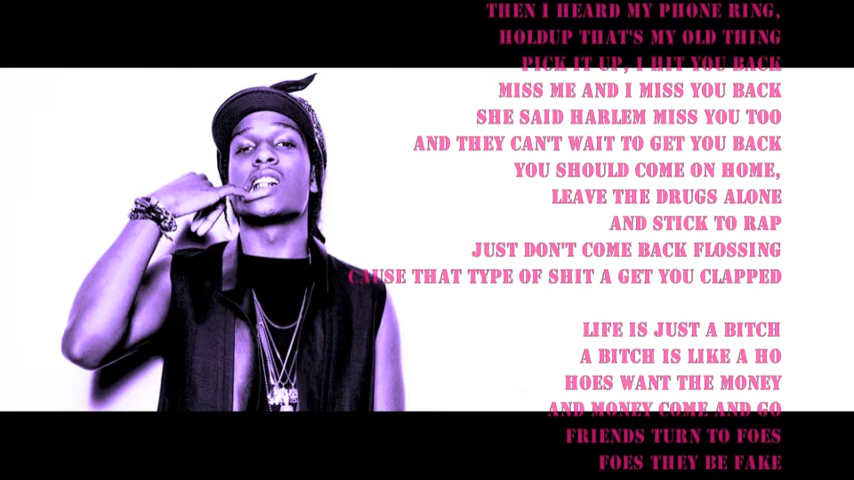 THEN I HEARD MY PHONE RING,
HOLDUP THAT'S MY OLD THING
PICK IT UP, I HIT YOU BACK
MISS ME AND I MISS YOU BACK
SHE SAID HARLEM MISS YOU TOO
AND THEY CAN'T WAIT TO GET YOU BACK
YOU SHOULD COME ON HOME,
LEAVE THE DRUGS ALONE
AND STICK TO RAP
JUST DON'T COME BACK FLOSSING
CAUSE THAT TYPE OF SHIT A GET YOU CLAPPED
LIFE IS JUST A BITCH
A BITCH IS LIKE A HO
HOES WANT THE MONEY
AND MONEY COME AND GO
FRIENDS TURN TO FOES
FOES THEY BE FAKE